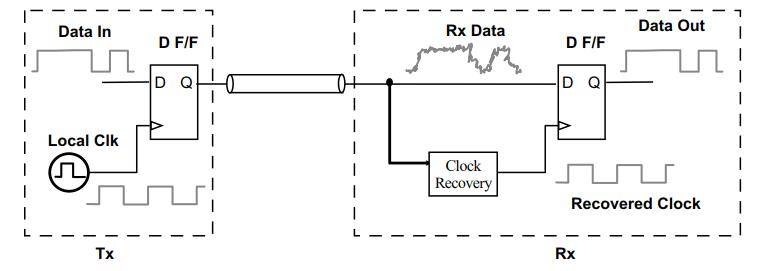 Data In
D F/F
D Q
Local Clk
Tx
Rx Data
D F/F
Data Out
D Q
Clock
Recovery
Recovered Clock
Rx